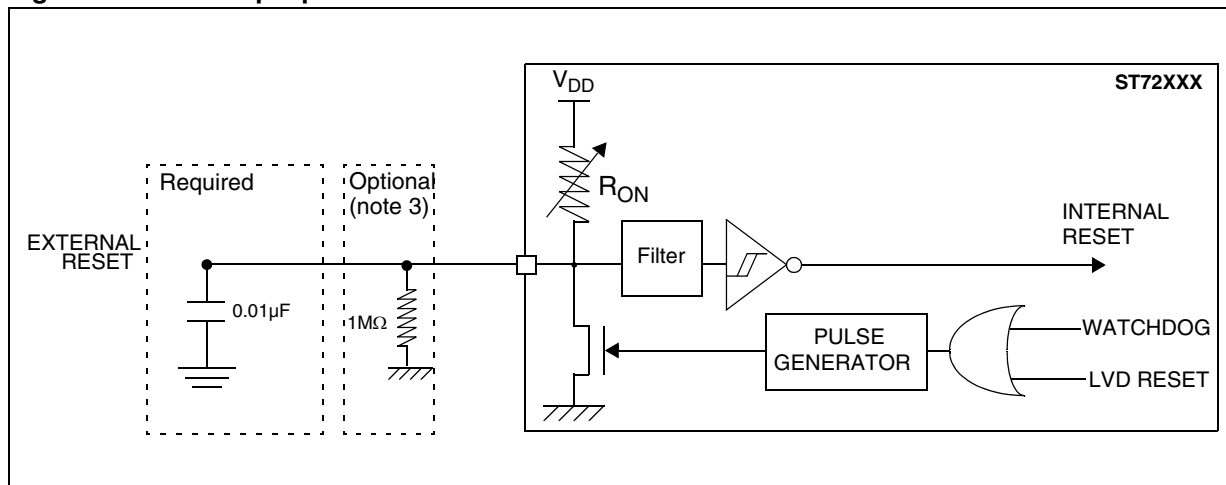 ST72XXX
VDD
RON
Required
Optional
(note 3)
EXTERNAL
RESET
0.01µF
1MΩ
Filter
INTERNAL
RESET
PULSE
GENERATOR
WATCHDOG
LVD RESET